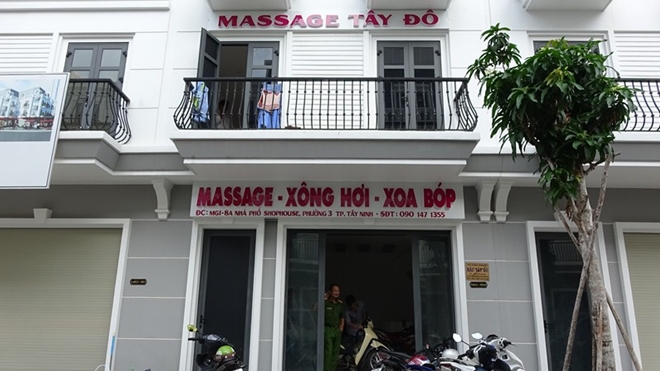 MASSAGE TÂY ĐÔ
MASSAGE - XÔNG HƠI - XOA BÓP
ĐC: MG1-8A NHÀ PHỐ SHOPHOUSE, PHƯỜNG 3 TP. TÂY NINH - SĐT: 090 147 1355